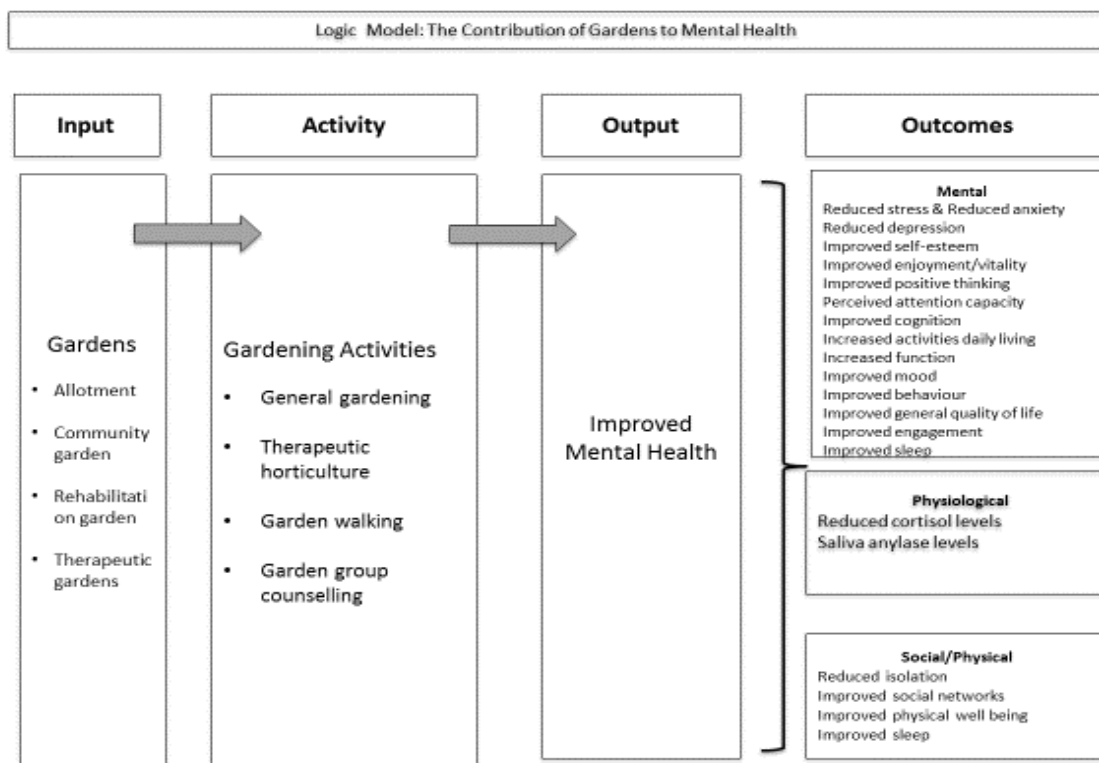 Logic Model: The Contribution of Gardens to Mental Health
Input
Activity
Output
Outcomes
Gardens
• Allotment
• Community
garden
• Rehabilitati
on garden
• Therapeutic
gardens
Gardening Activities
• General gardening
• Therapeutic
horticulture
• Garden walking
• Garden group
counselling
Improved
Mental Health
Mental
Reduced stress & Reduced anxiety
Reduced depression
Improved self-esteem
Improved enjoyment/vitality
Improved positive thinking
Perceived attention capacity
Improved cognition
Increased activities daily living
Increased function
Improved mood
Improved behaviour
Improved general quality of life
Improved engagement
Improved sleep
Physiological
Reduced cortisol levels
Saliva anylase levels
Social/Physical
Reduced isolation
Improved social networks
Improved physical well being
Improved sleep